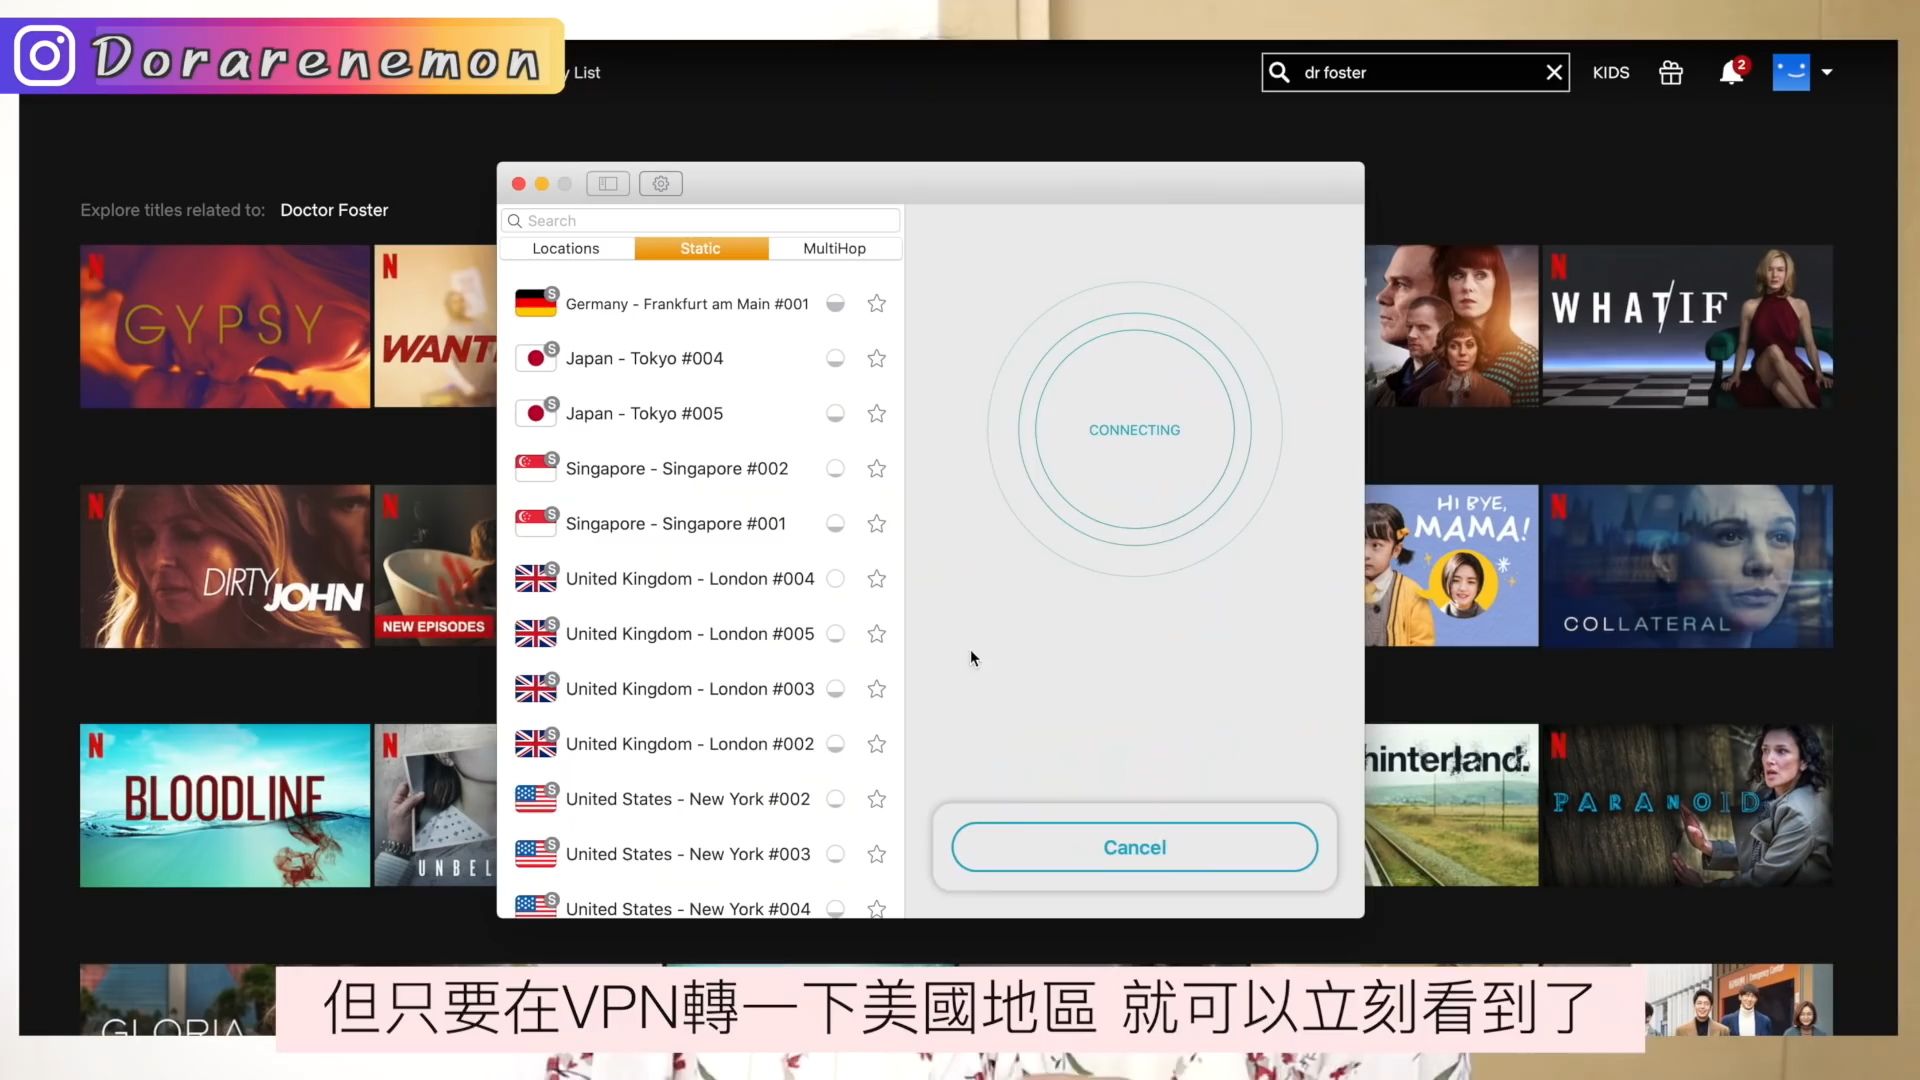 Dorarenemon
y List
dr foster
KIDS
2
Explore titles related to: Doctor Foster
Search
Locations
Static
MultiHop
Germany - Frankfurt am Main #001
Japan - Tokyo #004
Japan - Tokyo #005
Singapore - Singapore #002
Singapore - Singapore #001
United Kingdom - London #004
United Kingdom - London #005
United Kingdom - London #003
United Kingdom - London #002
United States - New York #002
United States - New York #003
United States - New York #004
CONNECTING
Cancel
GYPSY
WANT
WHAT/IF
DIRTY JOHN
NEW EPISODES
HI BYE, MAMA!
COLLATERAL
BLOODLINE
UNBEL
hinterland.
PARANOID
GLORIA
但只要在VPN轉一下美國地區 就可以立刻看到了